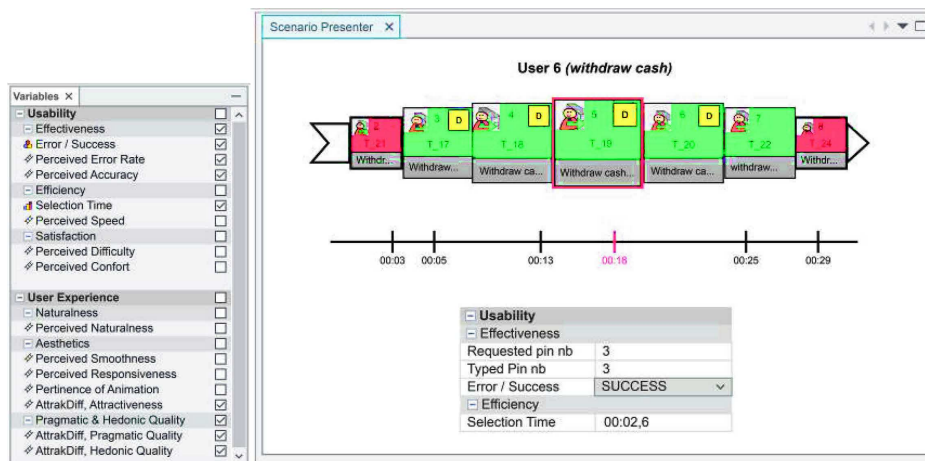 Scenario Presenter
User 6 (withdraw cash)
2 3 D 4 D 5 D 6 D 7 8
T_21 T_17 T_18 T_19 T_20 T_22 T_24
Withdr.. Withdraw... Withdraw ca... Withdraw cash... Withdraw ca... withdraw... Withdr...
00:03 00:05 00:13 00:18 00:25 00:29
Variables
Usability
Effectiveness
Error / Success
Perceived Error Rate
Perceived Accuracy
Efficiency
Selection Time
Perceived Speed
Satisfaction
Perceived Difficulty
Perceived Confort
User Experience
Naturalness
Perceived Naturalness
Aesthetics
Perceived Smoothness
Perceived Responsiveness
Pertinence of Animation
AttrakDiff, Attractiveness
Pragmatic & Hedonic Quality
AttrakDiff, Pragmatic Quality
AttrakDiff, Hedonic Quality
Usability
Effectiveness
Requested pin nb 3
Typed Pin nb 3
Error / Success SUCCESS
Efficiency
Selection Time 00:02,6